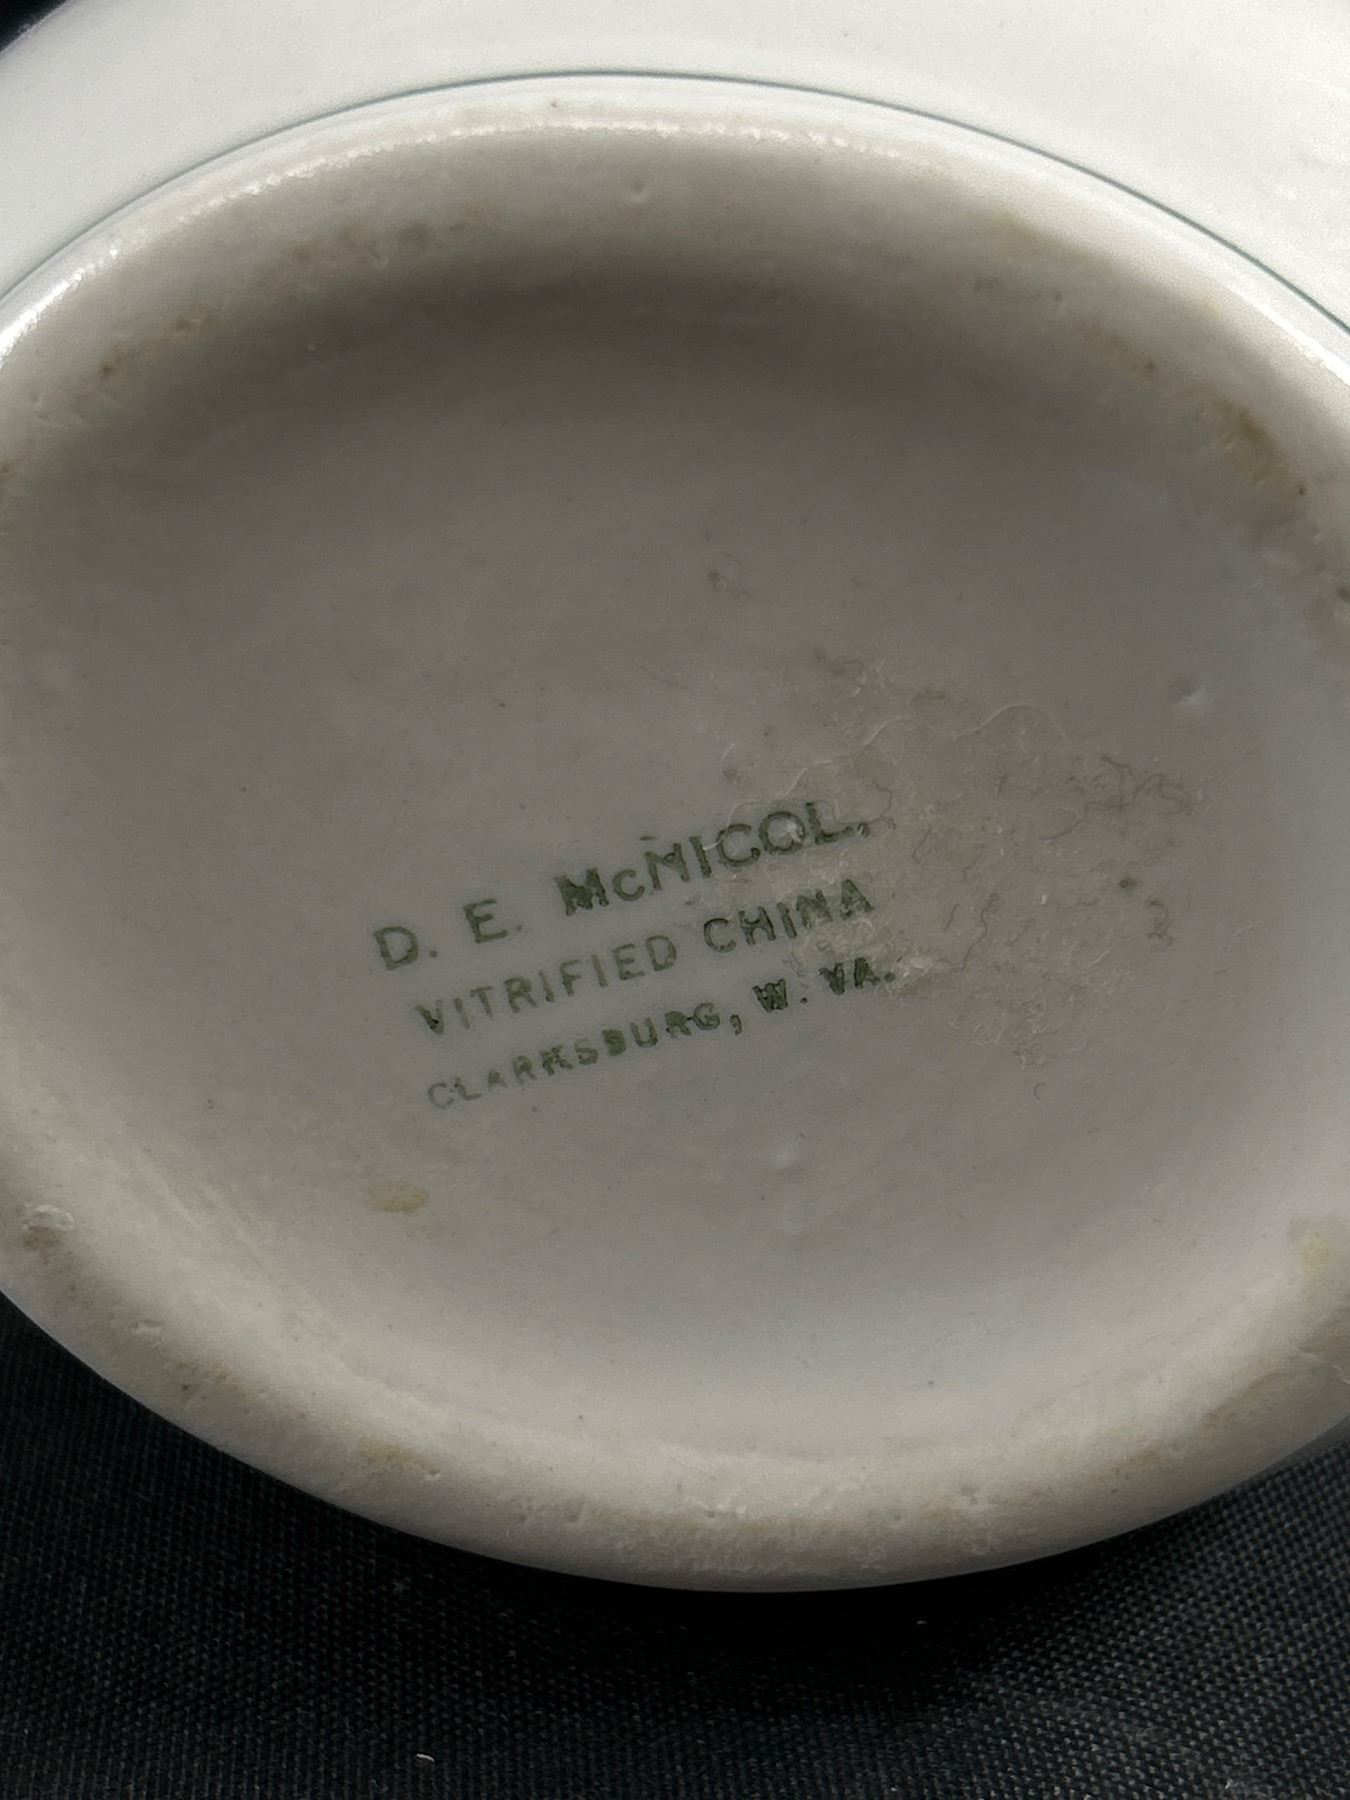 D. E. McNICOL.
VITRIFIED CHINA
CLARKSBURG, W. VA.